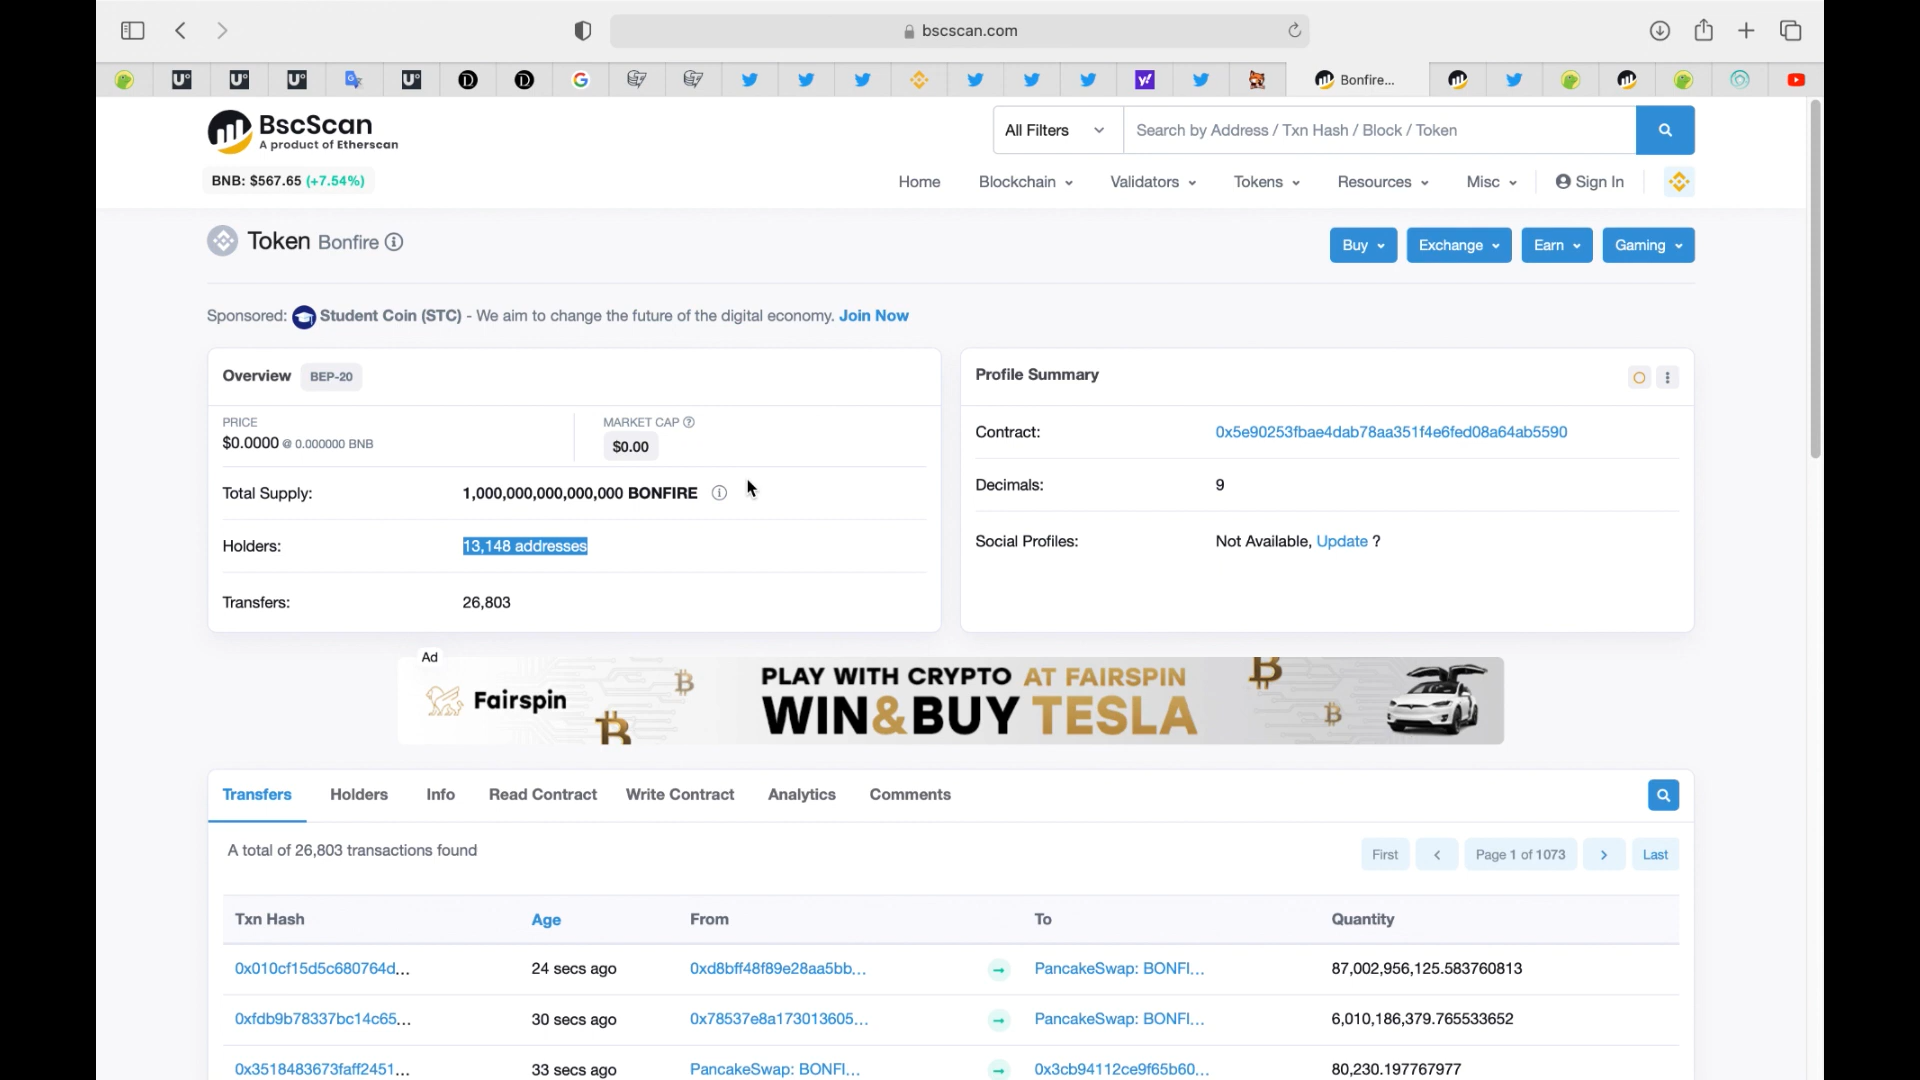 bscscan.com
Bonfire...
BscScan
A product of Etherscan
All Filters
Search by Address / Txn Hash / Block / Token
BNB: $567.65 (+7.54%)
Home Blockchain Validators Tokens Resources Misc Sign In
Token Bonfire
Buy Exchange Earn Gaming
Sponsored: Student Coin (STC) - We aim to change the future of the digital economy. Join Now
Overview BEP-20
PRICE
$0.0000 @ 0.000000 BNB
MARKET CAP
$0.00
Total Supply: 1,000,000,000,000,000 BONFIRE
Holders: 13,148 addresses
Transfers: 26,803
Profile Summary
Contract: 0x5e90253fbae4dab78aa351f4e6fed08a64ab5590
Decimals: 9
Social Profiles: Not Available, Update ?
Ad
Fairspin
PLAY WITH CRYPTO AT FAIRSPIN
WIN&BUY TESLA
Transfers Holders Info Read Contract Write Contract Analytics Comments
A total of 26,803 transactions found
First Page 1 of 1073 Last
Txn Hash Age From To Quantity
0x010cf15d5c680764d... 24 secs ago 0xd8bff48f89e28aa5bb... PancakeSwap: BONFI... 87,002,956,125.583760813
0xfdb9b78337bc14c65... 30 secs ago 0x78537e8a173013605... PancakeSwap: BONFI... 6,010,186,379.765533652
0x3518483673faff2451... 33 secs ago PancakeSwap: BONFI... 0x3cb94112ce9f65b60... 80,230.197767977